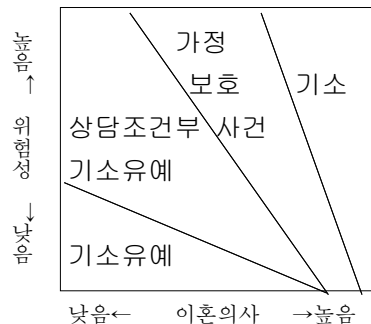 높음
↑
위험성
↓
낮음
가정
보호
사건
기소
상담조건부
기소유예
기소유예
낮음← 이혼의사 →높음